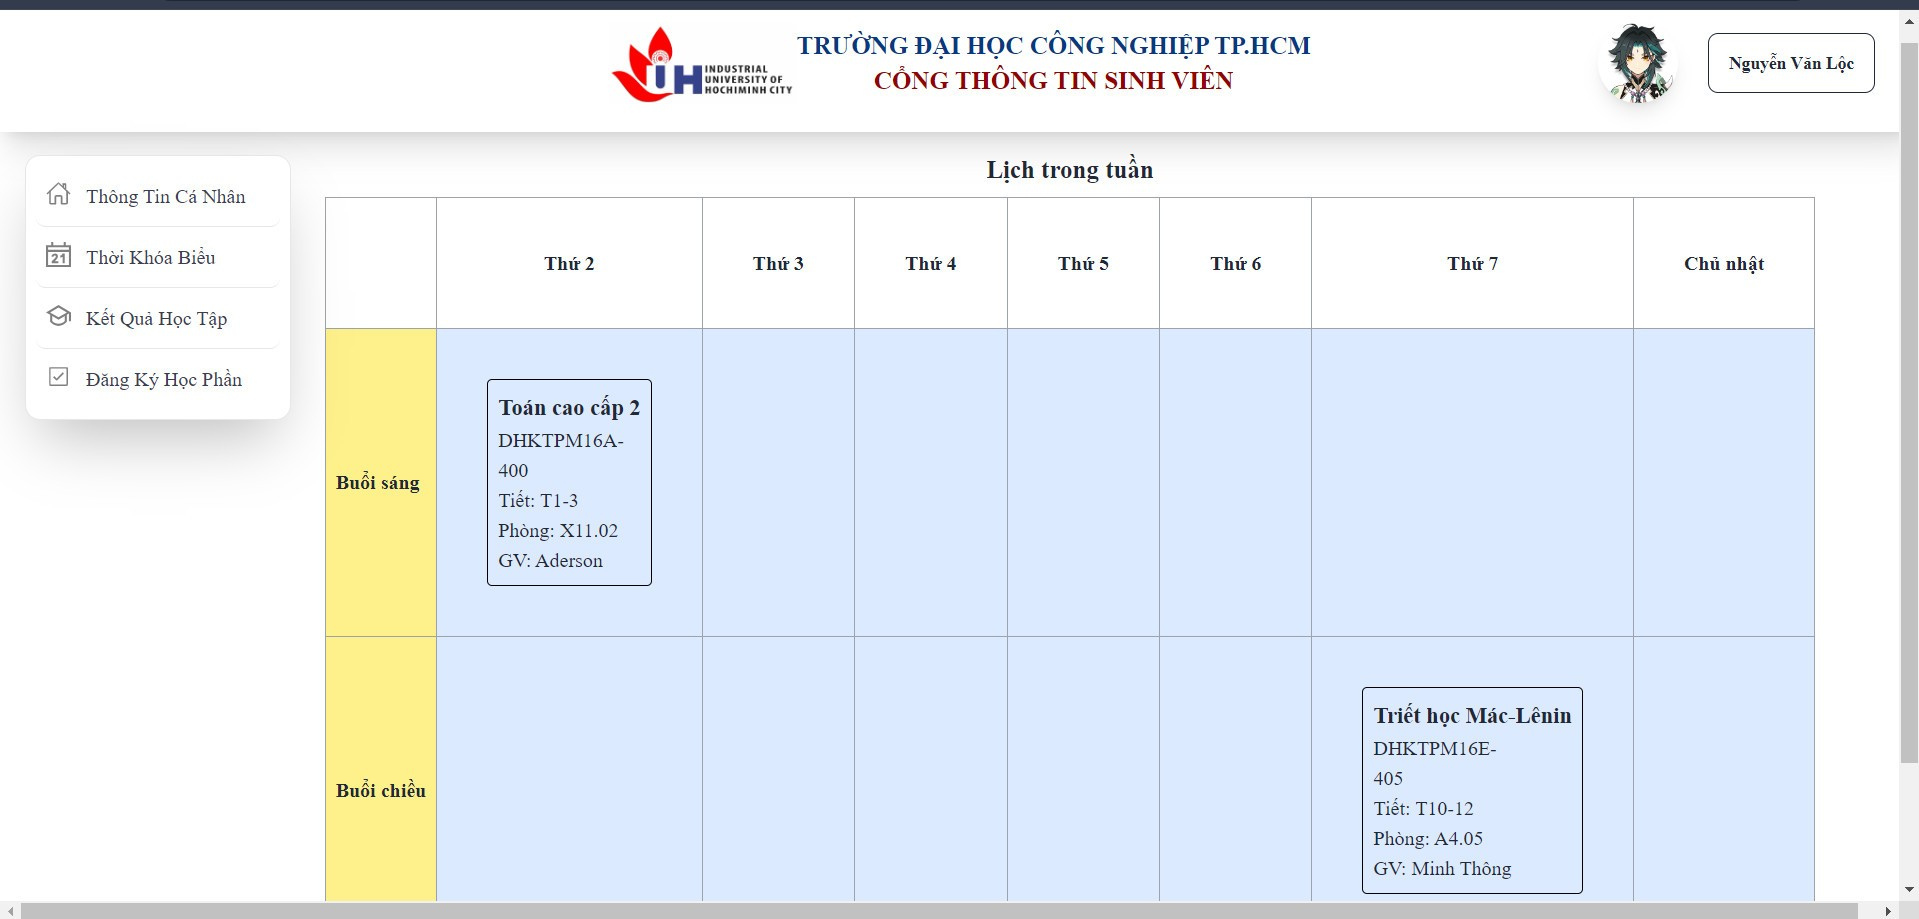 INDUSTRIAL
UNIVERSITY OF
HOCHIMINH CITY
IUH
TRƯỜNG ĐẠI HỌC CÔNG NGHIỆP TP.HCM
CỔNG THÔNG TIN SINH VIÊN
Nguyễn Văn Lộc
Thông Tin Cá Nhân
21
Thời Khóa Biểu
Kết Quả Học Tập
Đăng Ký Học Phần
Lịch trong tuần
Thứ 2
Thứ 3
Thứ 4
Thứ 5
Thứ 6
Thứ 7
Chủ nhật
Buổi sáng
Toán cao cấp 2
DHKTPM16A-
400
Tiết: T1-3
Phòng: X11.02
GV: Aderson
Buổi chiều
Triết học Mác-Lênin
DHKTPM16E-
405
Tiết: T10-12
Phòng: A4.05
GV: Minh Thông